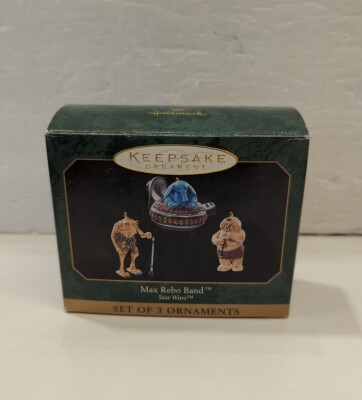 Hallmark
KEEPSAKE
ORNAMENT
Max Rebo Band™
Star Wars™
SET OF 3 ORNAMENTS